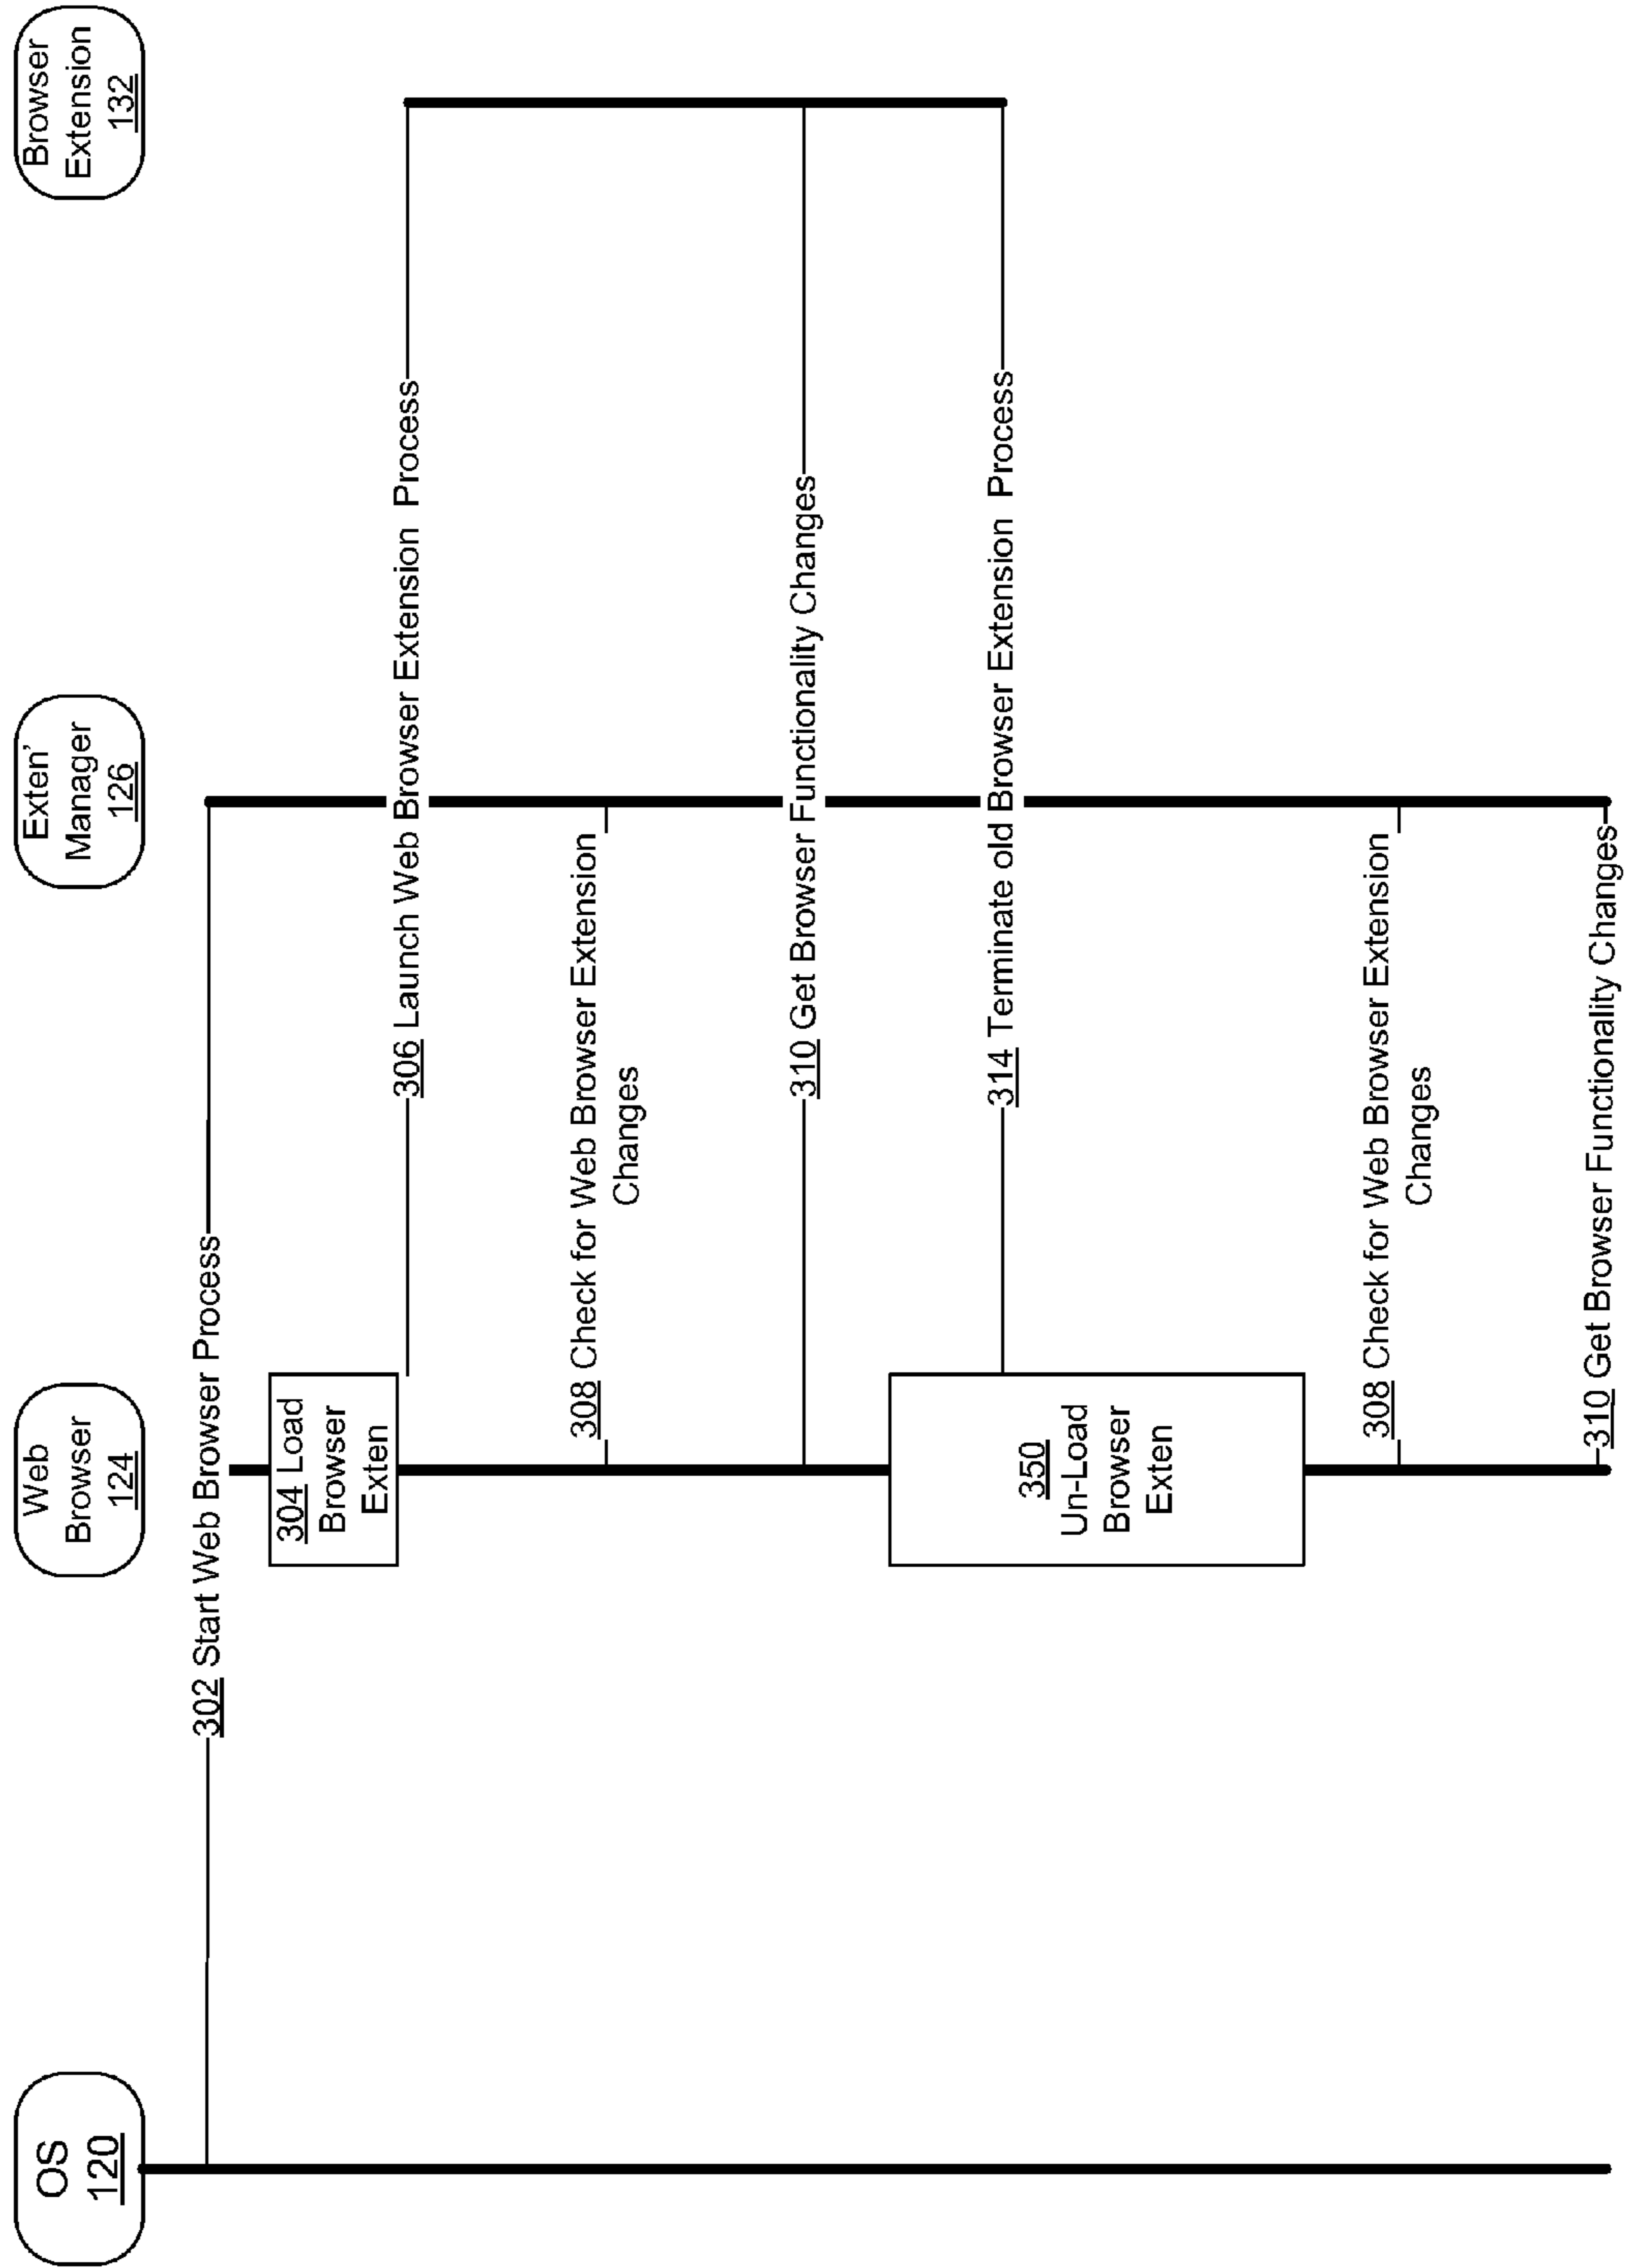 OS
120
Web
Browser
124
Exten'
Manager
126
Browser
Extension
132
302 Start Web Browser Process
304 Load
Browser
Exten
306 Launch Web Browser Extension Process
308 Check for Web Browser Extension
Changes
310 Get Browser Functionality Changes
350
Un-Load
Browser
Exten
314 Terminate old Browser Extension Process
308 Check for Web Browser Extension
Changes
310 Get Browser Functionality Changes